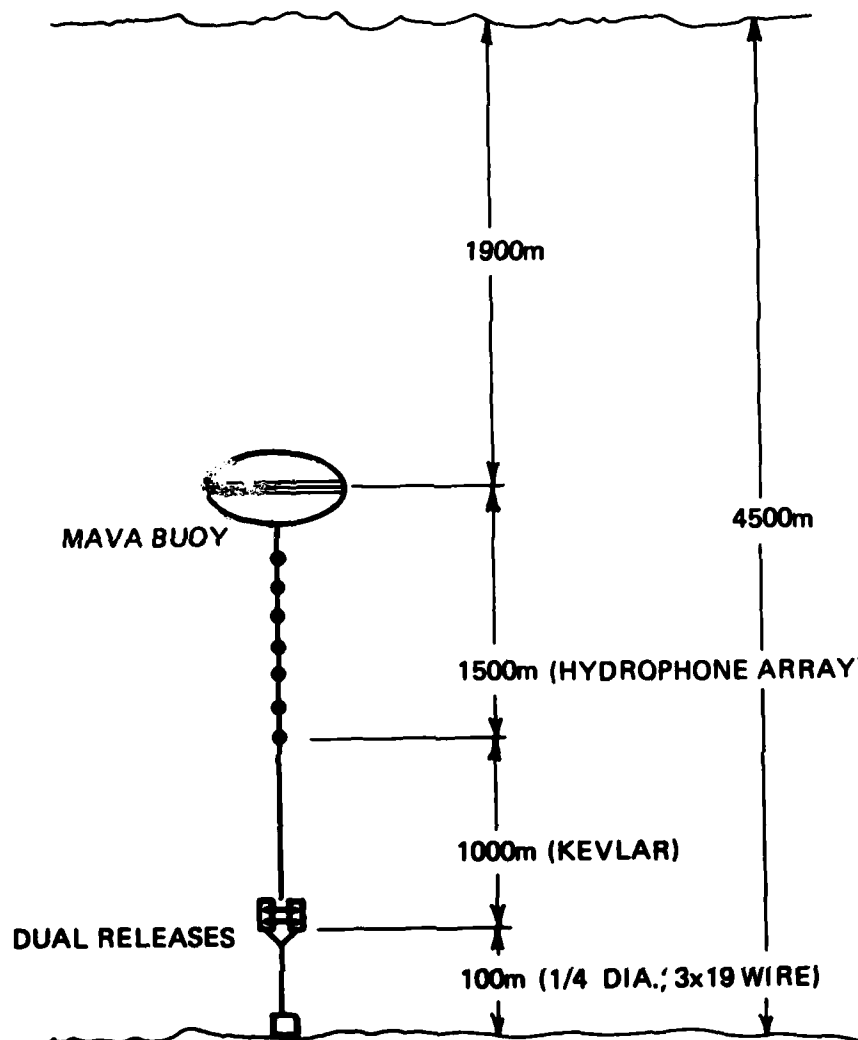 1900m
4500m
MAVA BUOY
1500m (HYDROPHONE ARRAY)
1000m (KEVLAR)
DUAL RELEASES
100m (1/4 DIA.; 3x19 WIRE)